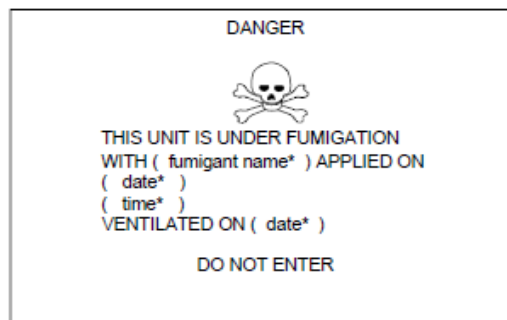 DANGER
THIS UNIT IS UNDER FUMIGATION
WITH ( fumigant name* ) APPLIED ON
( date* )
( time* )
VENTILATED ON ( date* )
DO NOT ENTER